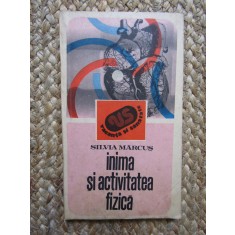 SILVIA MARCUS
inima
și activitatea
fizica